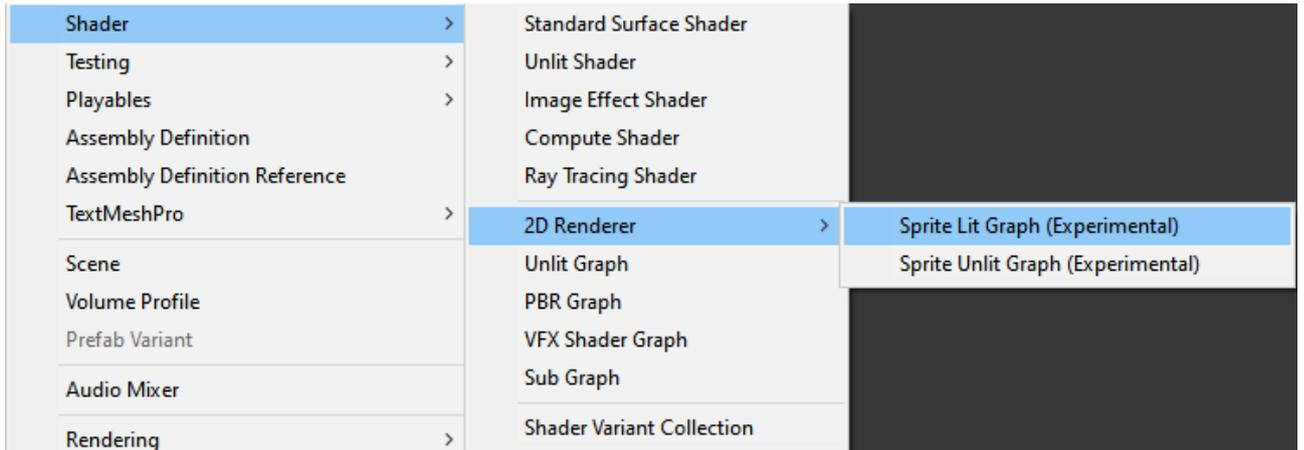 Shader
Testing
Playables
Assembly Definition
Assembly Definition Reference
TextMeshPro
Scene
Volume Profile
Prefab Variant
Audio Mixer
Rendering
Standard Surface Shader
Unlit Shader
Image Effect Shader
Compute Shader
Ray Tracing Shader
2D Renderer
Unlit Graph
PBR Graph
VFX Shader Graph
Sub Graph
Shader Variant Collection
Sprite Lit Graph (Experimental)
Sprite Unlit Graph (Experimental)